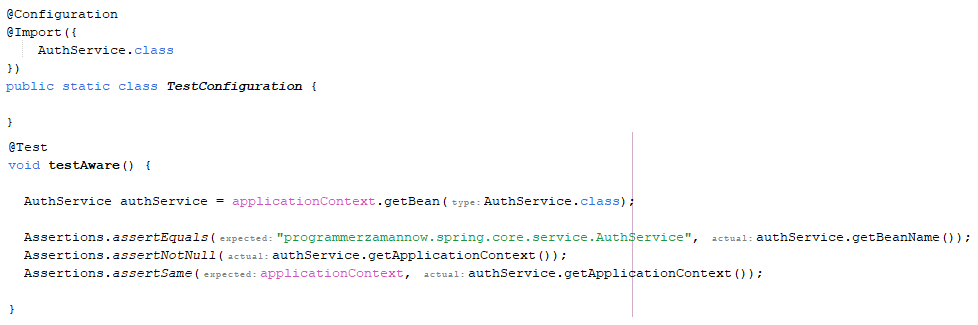 @Configuration
@Import({
AuthService.class
})
public static class TestConfiguration {
}
@Test
void testAware() {
AuthService authService = applicationContext.getBean( type: AuthService.class);
Assertions.assertEquals( expected: "programmerzamannow.spring.core.service.AuthService", actual: authService.getBeanName());
Assertions.assertNotNull( actual: authService.getApplicationContext());
Assertions.assertSame( expected: applicationContext, actual: authService.getApplicationContext());
}